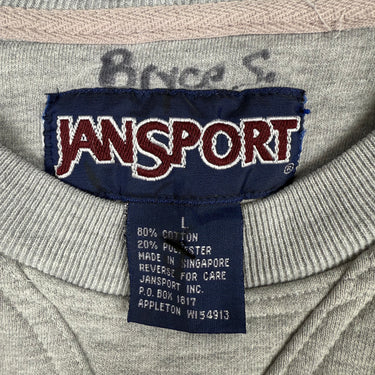 Bryce S.
JANSPORT®
L
80% COTTON
20% POLYESTER
MADE IN SINGAPORE
REVERSE FOR CARE
JANSPORT INC.
P.O. BOX 1817
APPLETON WI 54913